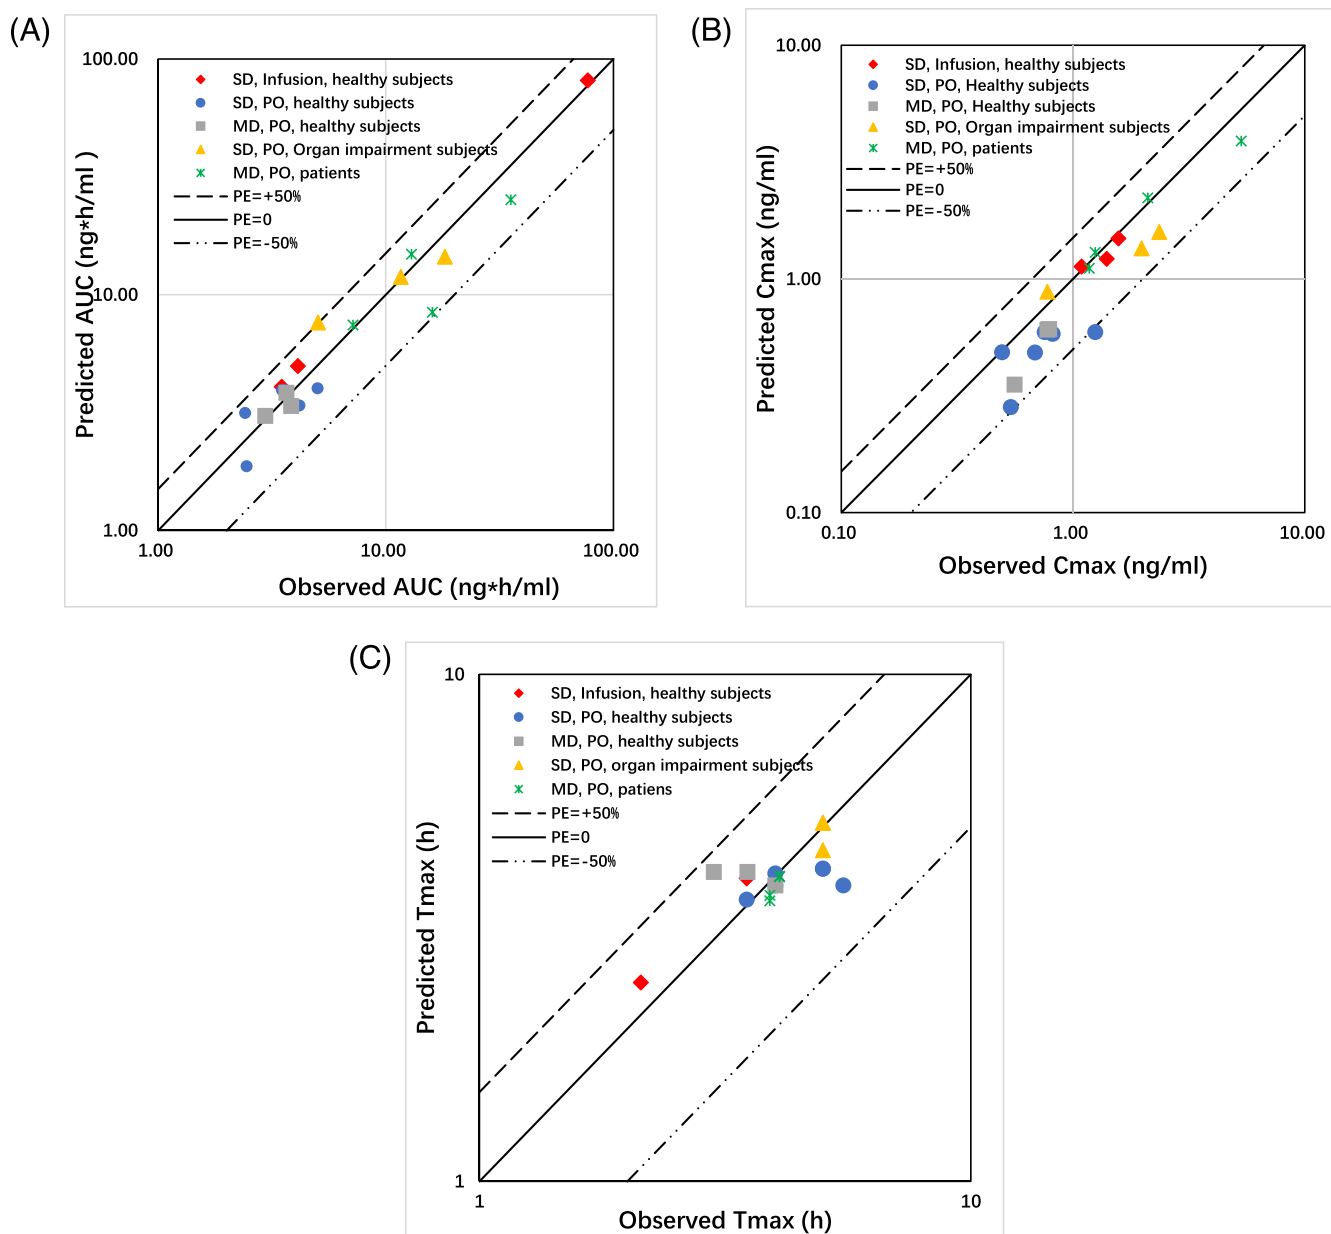 (A)
100.00
SD, Infusion, healthy subjects
SD, PO, healthy subjects
MD, PO, healthy subjects
SD, PO, Organ impairment subjects
MD, PO, patients
PE=+50%
PE=0
PE=-50%
10.00
Predicted AUC (ng*h/ml )
1.00
1.00
10.00
100.00
Observed AUC (ng*h/ml)
(B)
10.00
SD, Infusion, healthy subjects
SD, PO, Healthy subjects
MD, PO, Healthy subjects
SD, PO, Organ impairment subjects
MD, PO, patients
PE=+50%
PE=0
PE=-50%
1.00
Predicted Cmax (ng/ml)
0.10
0.10
1.00
10.00
Observed Cmax (ng/ml)
(C)
10
SD, Infusion, healthy subjects
SD, PO, healthy subjects
MD, PO, healthy subjects
SD, PO, organ impairment subjects
MD, PO, patiens
PE=+50%
PE=0
PE=-50%
Predicted Tmax (h)
1
1
10
Observed Tmax (h)